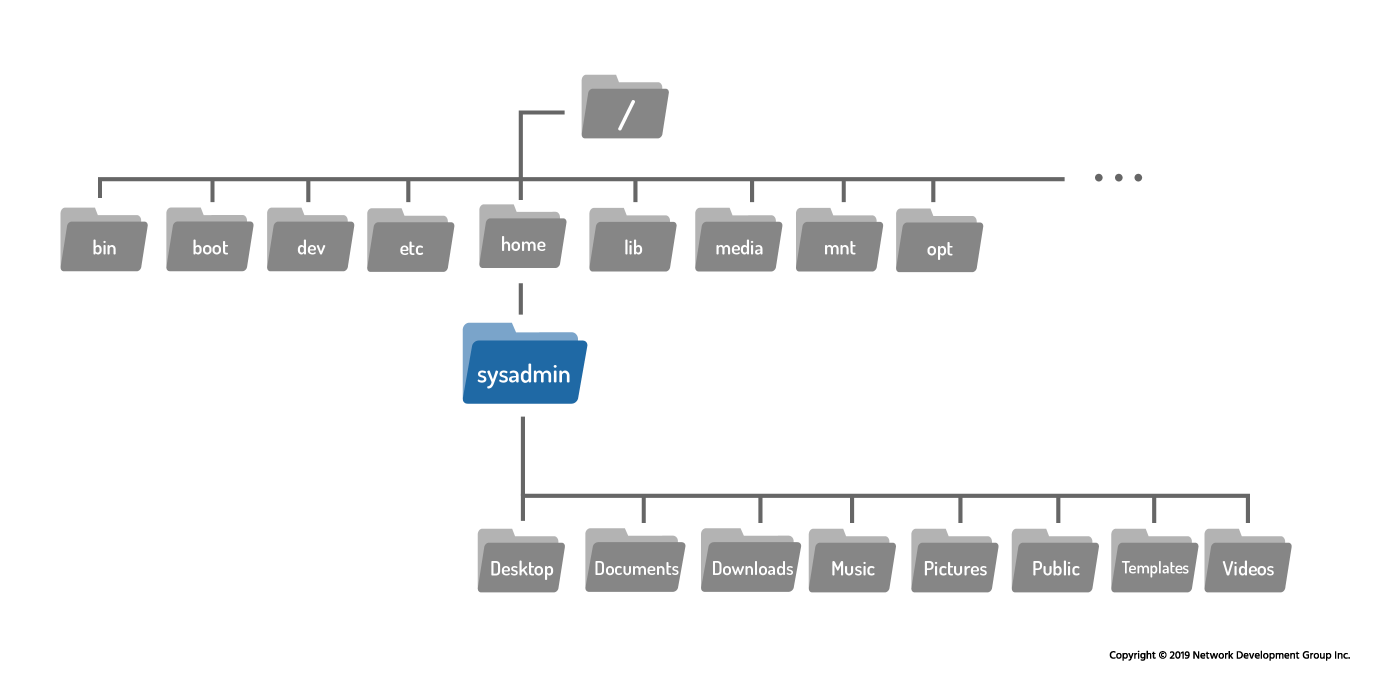 /
bin boot dev etc home lib media mnt opt
sysadmin
Desktop Documents Downloads Music Pictures Public Templates Videos
Copyright © 2019 Network Development Group Inc.